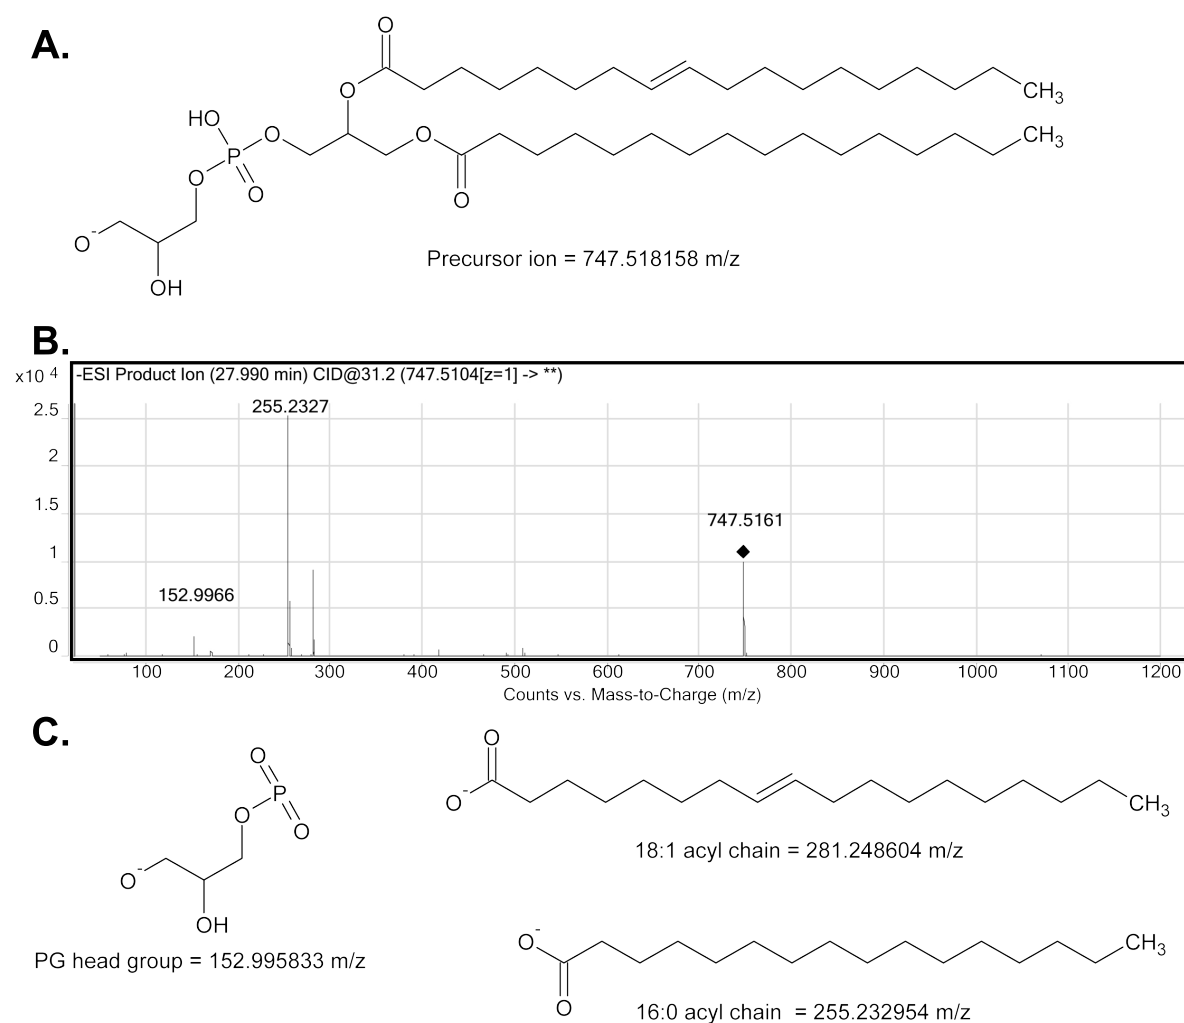 A.
O
O
CH3
HO
O
O
CH3
P
O
O
O
O-
OH
Precursor ion = 747.518158 m/z
B.
x10 4
-ESI Product Ion (27.990 min) CID@31.2 (747.5104[z=1] -> **)
2.5
255.2327
2
1.5
747.5161
1
152.9966
0.5
0
100 200 300 400 500 600 700 800 900 1000 1100 1200
Counts vs. Mass-to-Charge (m/z)
C.
O
O
P
O
O
O-
CH3
O-
OH
18:1 acyl chain = 281.248604 m/z
PG head group = 152.995833 m/z
O-
CH3
O
16:0 acyl chain = 255.232954 m/z